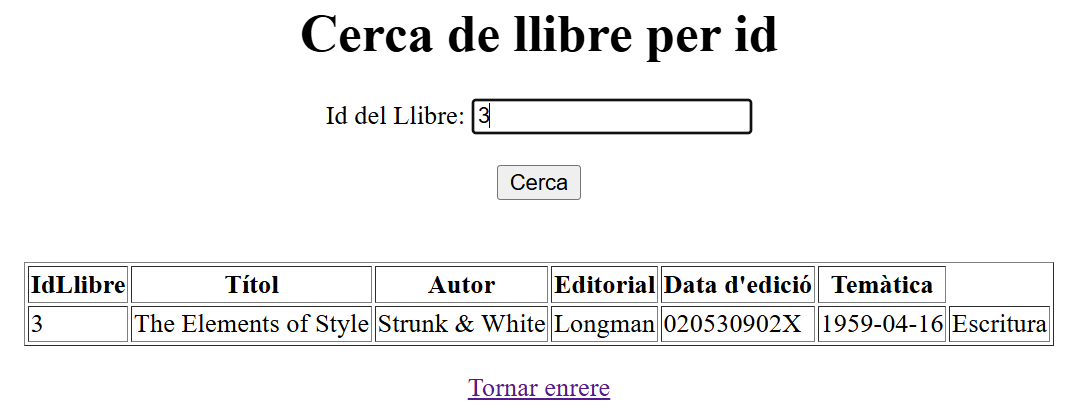 Cerca de llibre per id
Id del Llibre: 3
Cerca
IdLlibre Títol Autor Editorial Data d'edició Temàtica
3 The Elements of Style Strunk & White Longman 020530902X 1959-04-16 Escritura
Tornar enrere